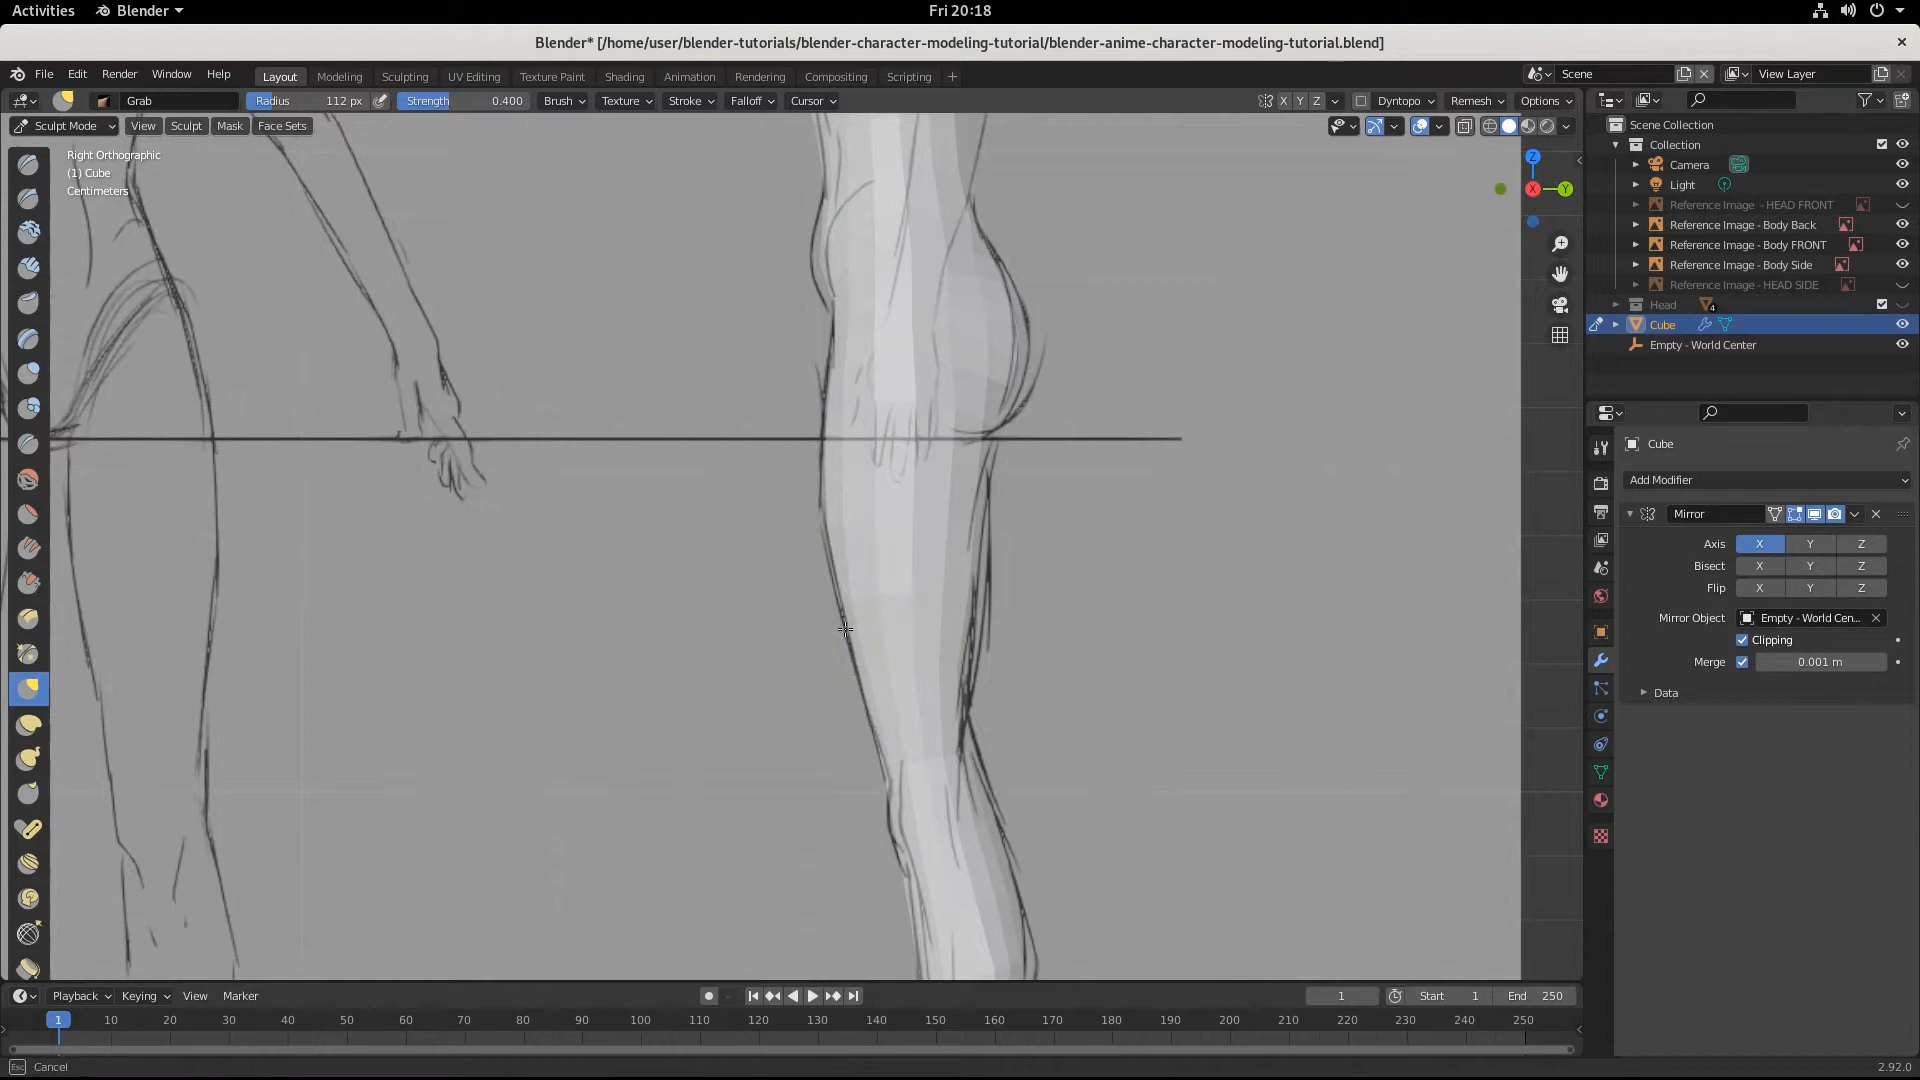 Activities Blender Fri 20:18
Blender* [/home/user/blender-tutorials/blender-character-modeling-tutorial/blender-anime-character-modeling-tutorial.blend]
File Edit Render Window Help Layout Modeling Sculpting UV Editing Texture Paint Shading Animation Rendering Compositing Scripting + Scene View Layer
Grab Radius 112 px Strength 0.400 Brush Texture Stroke Falloff Cursor X Y Z Dyntopo Remesh Options
Sculpt Mode View Sculpt Mask Face Sets
Scene Collection
Collection
Camera
Light
Reference Image - HEAD FRONT
Reference Image - Body Back
Reference Image - Body FRONT
Reference Image - Body Side
Reference Image - HEAD SIDE
Head 4
Cube
Empty - World Center
Right Orthographic
(1) Cube
Centimeters
Z
X Y
Cube
Add Modifier
Mirror
Axis X Y Z
Bisect X Y Z
Flip X Y Z
Mirror Object Empty - World Cen...
Clipping
Merge 0.001 m
Data
Playback Keying View Marker 1 Start 1 End 250
1 10 20 30 40 50 60 70 80 90 100 110 120 130 140 150 160 170 180 190 200 210 220 230 240 250
Esc Cancel 2.92.0